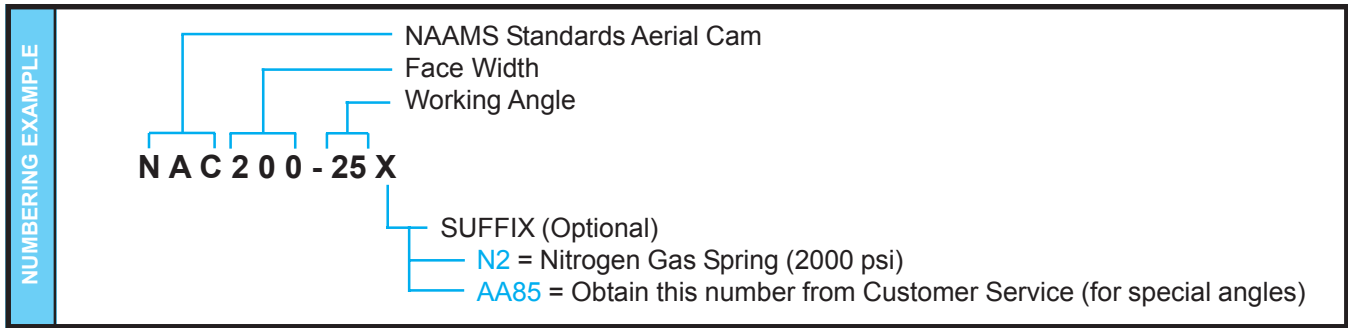 NUMBERING EXAMPLE
NAAMS Standards Aerial Cam
Face Width
Working Angle
N A C 2 0 0 - 25 X
SUFFIX (Optional)
N2 = Nitrogen Gas Spring (2000 psi)
AA85 = Obtain this number from Customer Service (for special angles)